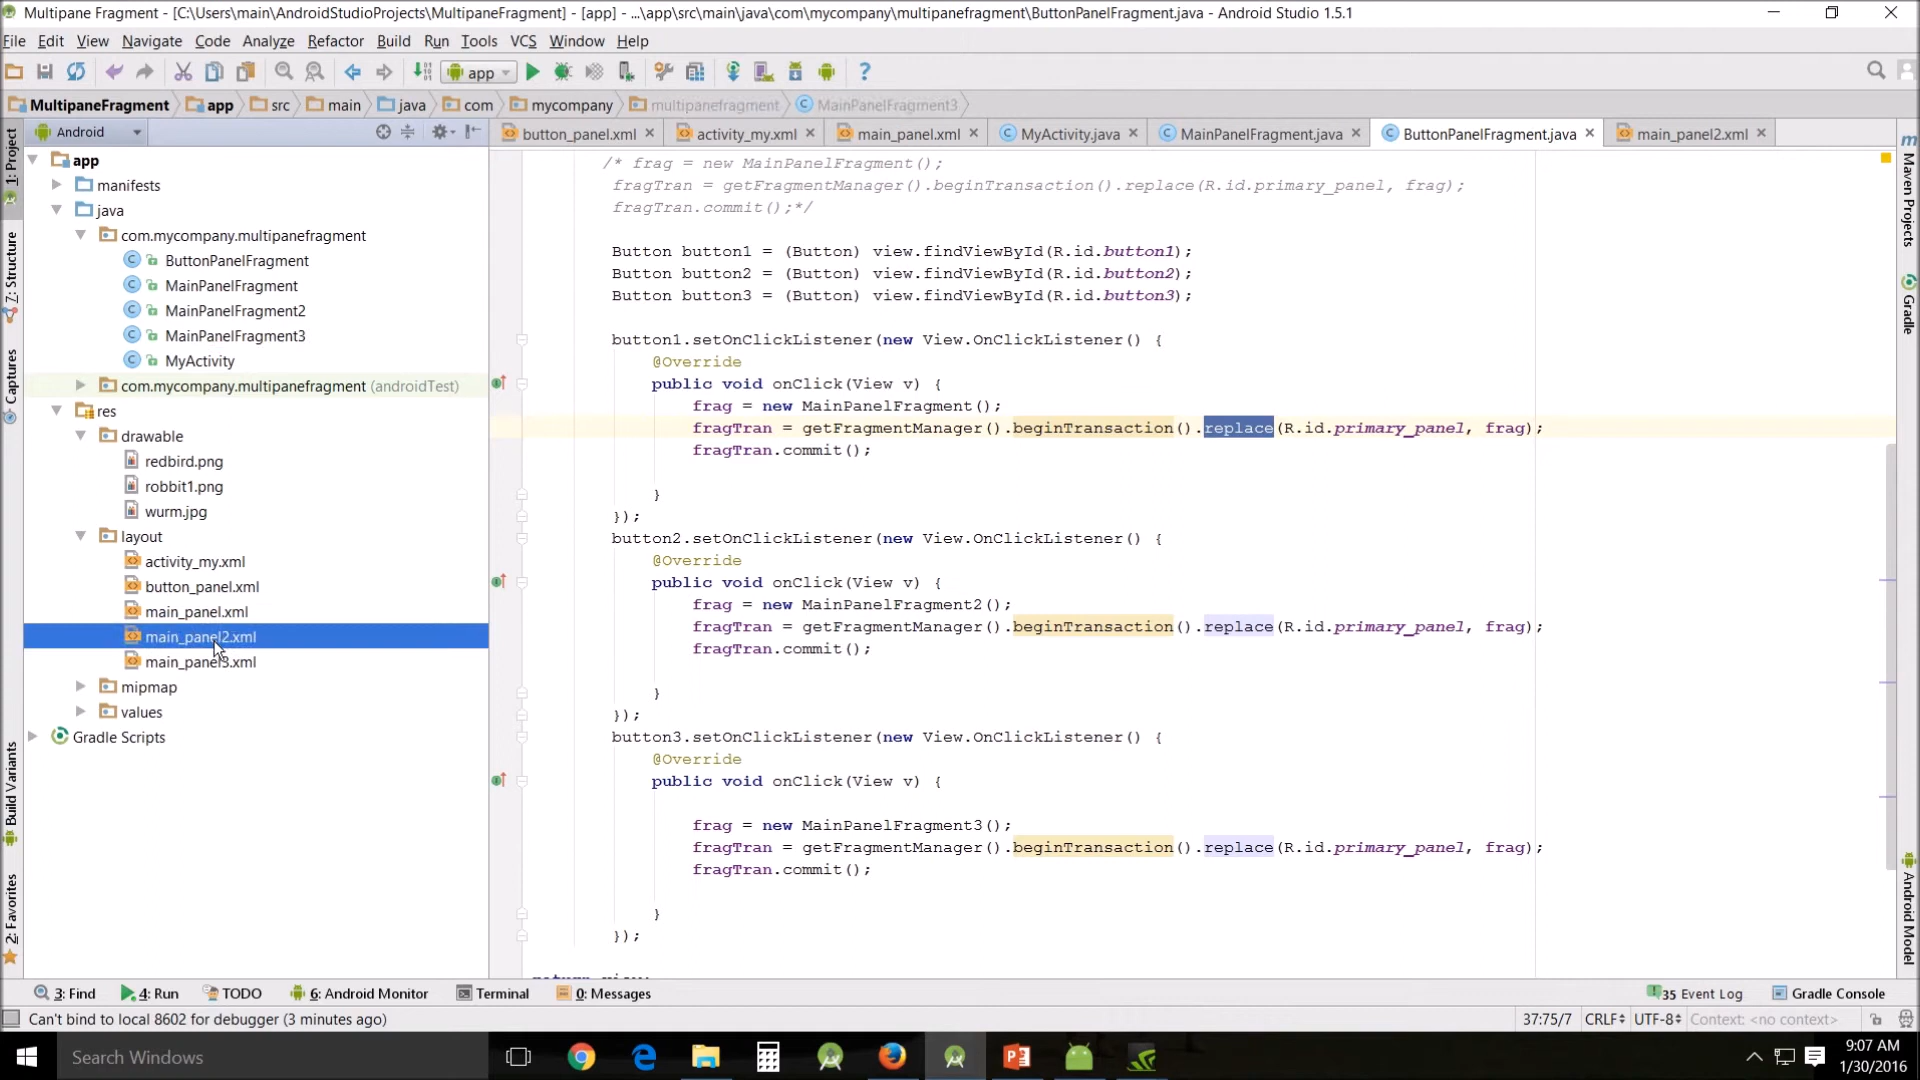 Multipane Fragment - [C:\Users\main\AndroidStudioProjects\MultipaneFragment] - [app] - ...\app\src\main\java\com\mycompany\multipanefragment\ButtonPanelFragment.java - Android Studio 1.5.1
File Edit View Navigate Code Analyze Refactor Build Run Tools VCS Window Help
app
MultipaneFragment app src main java com mycompany multipanefragment MainPanelFragment3
Android
button_panel.xml activity_my.xml main_panel.xml MyActivity.java MainPanelFragment.java ButtonPanelFragment.java main_panel2.xml
1: Project
7: Structure
Captures
Build Variants
2: Favorites
app
manifests
java
com.mycompany.multipanefragment
ButtonPanelFragment
MainPanelFragment
MainPanelFragment2
MainPanelFragment3
MyActivity
com.mycompany.multipanefragment (androidTest)
res
drawable
redbird.png
robbit1.png
wurm.jpg
layout
activity_my.xml
button_panel.xml
main_panel.xml
main_panel2.xml
main_panel3.xml
mipmap
values
Gradle Scripts
/* frag = new MainPanelFragment();
fragTran = getFragmentManager().beginTransaction().replace(R.id.primary_panel, frag);
fragTran.commit();*/
Button button1 = (Button) view.findViewById(R.id.button1);
Button button2 = (Button) view.findViewById(R.id.button2);
Button button3 = (Button) view.findViewById(R.id.button3);
button1.setOnClickListener(new View.OnClickListener() {
@Override
public void onClick(View v) {
frag = new MainPanelFragment();
fragTran = getFragmentManager().beginTransaction().replace(R.id.primary_panel, frag);
fragTran.commit();
}
});
button2.setOnClickListener(new View.OnClickListener() {
@Override
public void onClick(View v) {
frag = new MainPanelFragment2();
fragTran = getFragmentManager().beginTransaction().replace(R.id.primary_panel, frag);
fragTran.commit();
}
});
button3.setOnClickListener(new View.OnClickListener() {
@Override
public void onClick(View v) {
frag = new MainPanelFragment3();
fragTran = getFragmentManager().beginTransaction().replace(R.id.primary_panel, frag);
fragTran.commit();
}
});
return view;
m Maven Projects
Gradle
Android Model
3: Find 4: Run TODO 6: Android Monitor Terminal 0: Messages 35 Event Log Gradle Console
Can't bind to local 8602 for debugger (3 minutes ago) 37:75/7 CRLF UTF-8 Context: <no context>
Search Windows
9:07 AM
1/30/2016